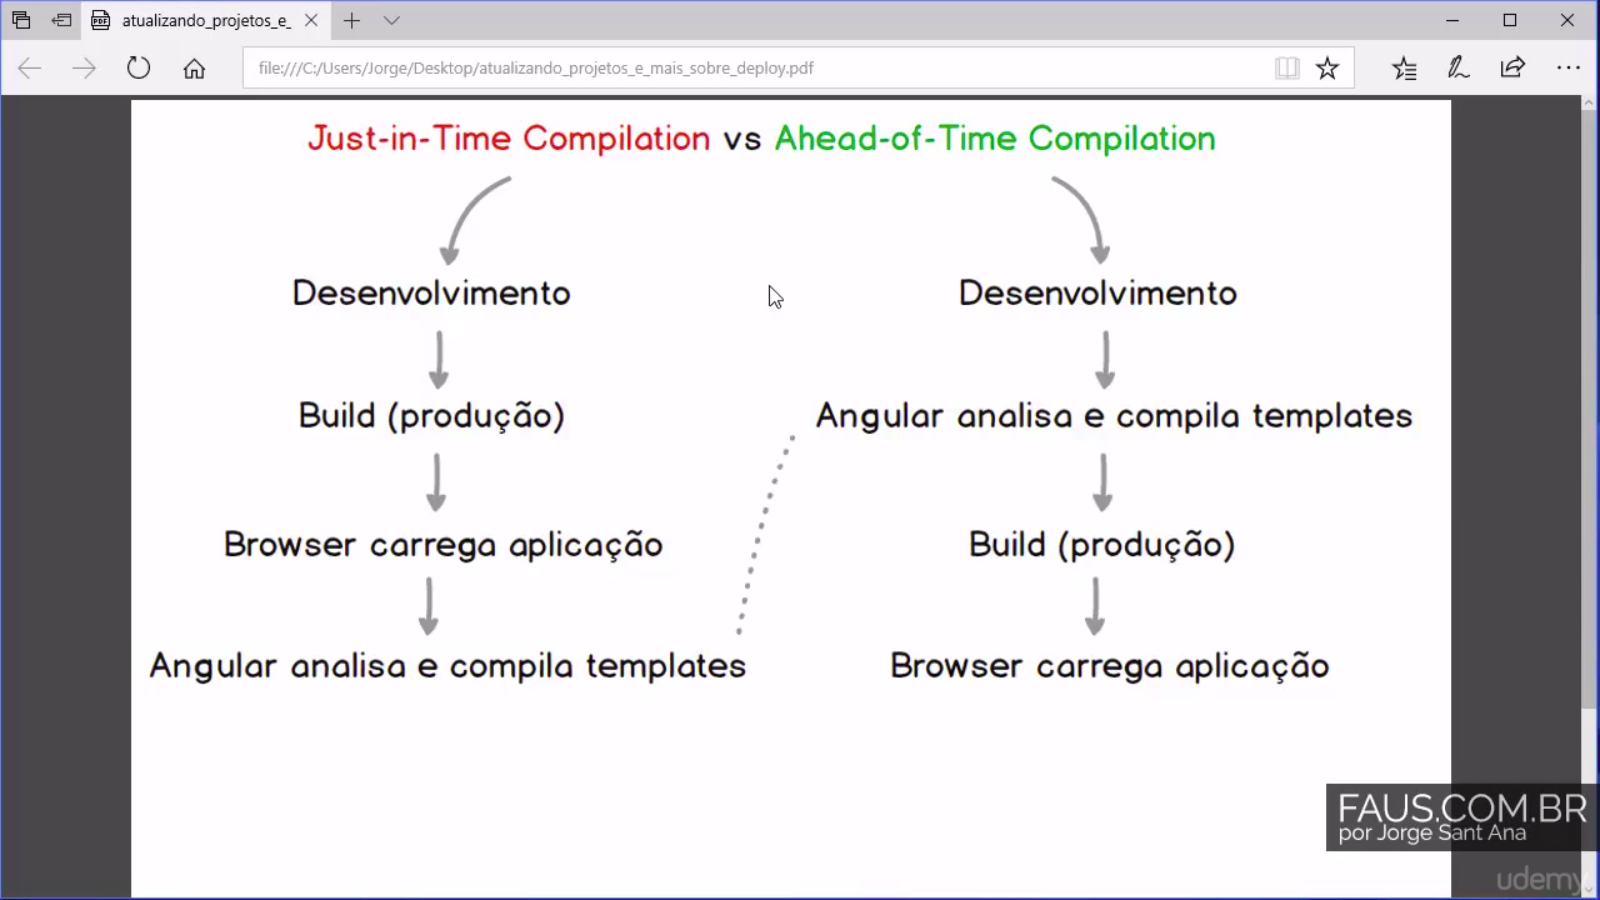 atualizando_projetos_e_
file:///C:/Users/Jorge/Desktop/atualizando_projetos_e_mais_sobre_deploy.pdf
Just-in-Time Compilation vs Ahead-of-Time Compilation
Desenvolvimento
Build (produção)
Browser carrega aplicação
Angular analisa e compila templates
Desenvolvimento
Angular analisa e compila templates
Build (produção)
Browser carrega aplicação
FAUS.COM.BR
por Jorge Sant Ana
udemy